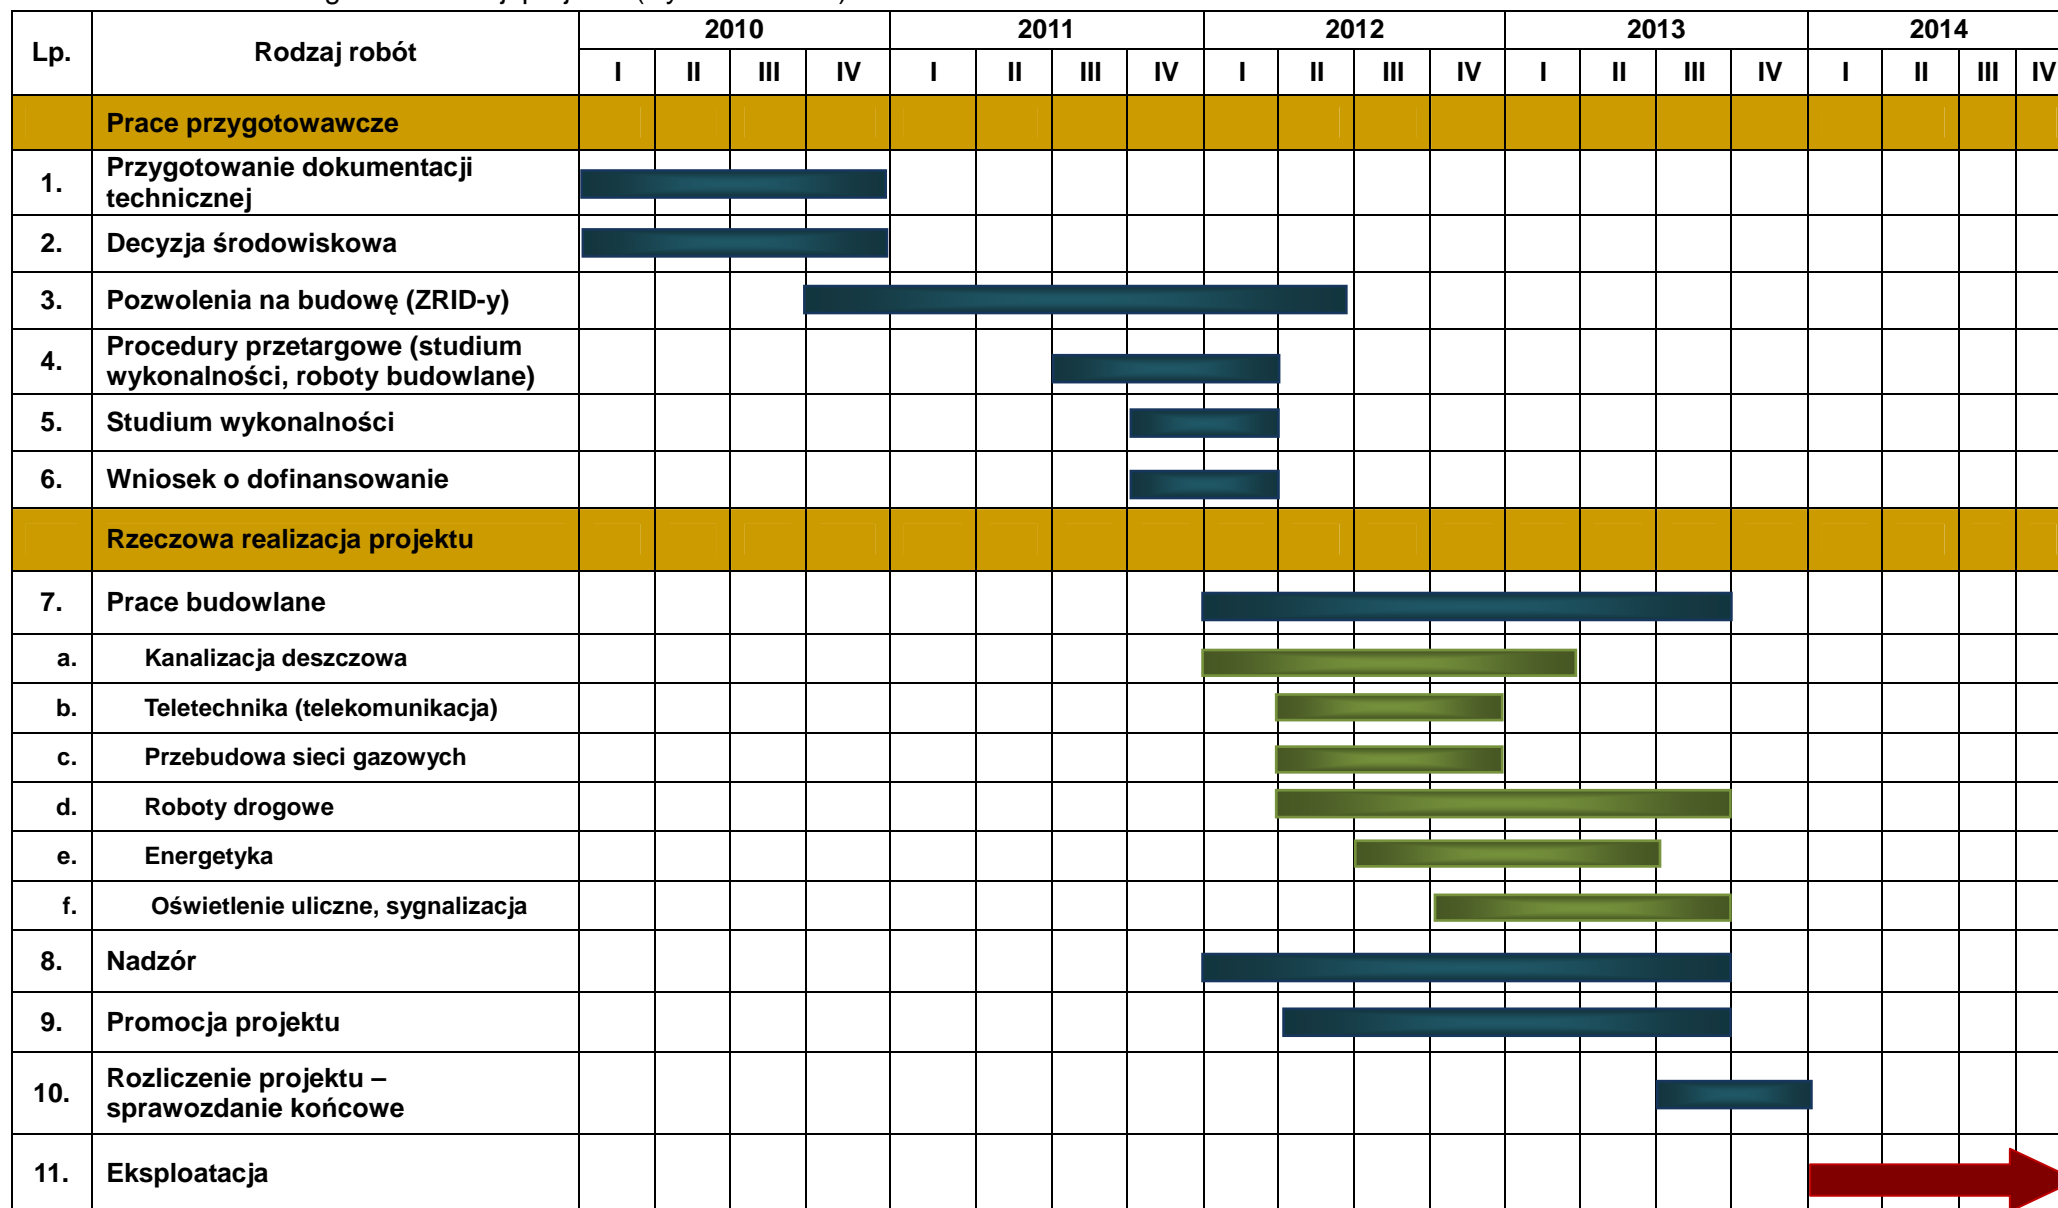 Lp. Rodzaj robót 2010 2011 2012 2013 2014
I II III IV I II III IV I II III IV I II III IV I II III IV
Prace przygotowawcze
1. Przygotowanie dokumentacji
technicznej
2. Decyzja środowiskowa
3. Pozwolenia na budowę (ZRID-y)
4. Procedury przetargowe (studium
wykonalności, roboty budowlane)
5. Studium wykonalności
6. Wniosek o dofinansowanie
Rzeczowa realizacja projektu
7. Prace budowlane
a. Kanalizacja deszczowa
b. Teletechnika (telekomunikacja)
c. Przebudowa sieci gazowych
d. Roboty drogowe
e. Energetyka
f. Oświetlenie uliczne, sygnalizacja
8. Nadzór
9. Promocja projektu
10. Rozliczenie projektu –
sprawozdanie końcowe
11. Eksploatacja